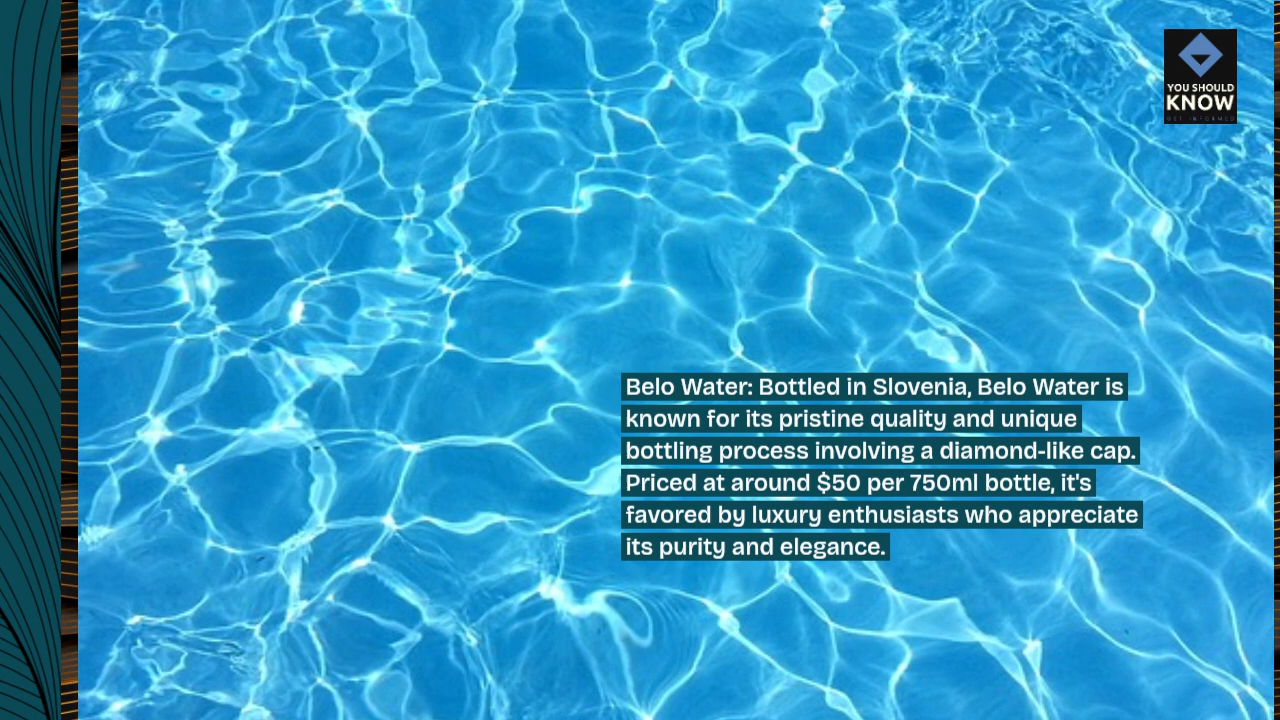 YOU SHOULD
KNOW
GET INFORMED
Belo Water: Bottled in Slovenia, Belo Water is
known for its pristine quality and unique
bottling process involving a diamond-like cap.
Priced at around $50 per 750ml bottle, it's
favored by luxury enthusiasts who appreciate
its purity and elegance.